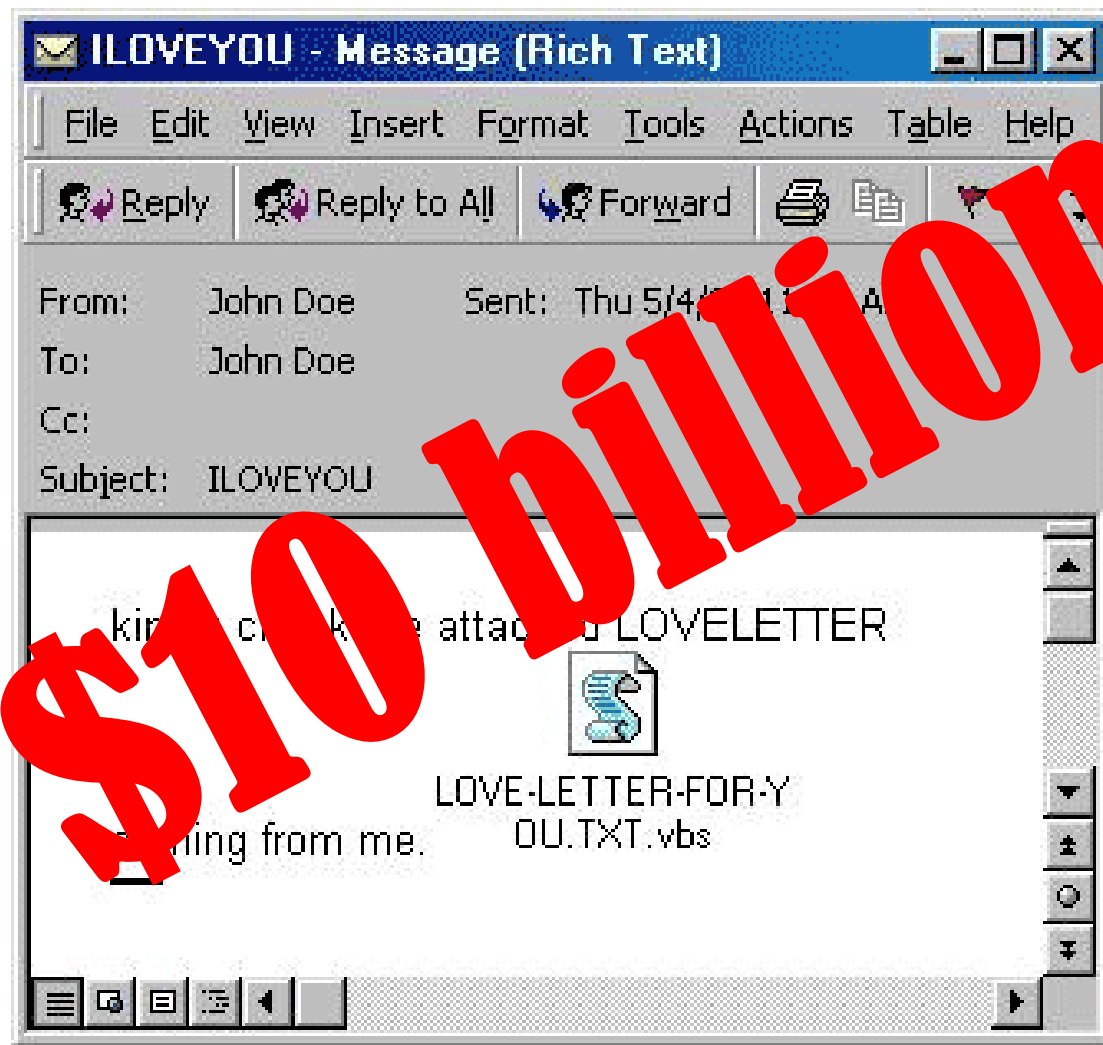 ILOVEYOU - Message (Rich Text)
File Edit View Insert Format Tools Actions Table Help
Reply Reply to All Forward
From: John Doe Sent: Thu
To: John Doe
Cc:
Subject: ILOVEYOU
$10 billion
LOVELETTER
LOVE-LETTER-FOR-Y
OU.TXT.vbs
from me.